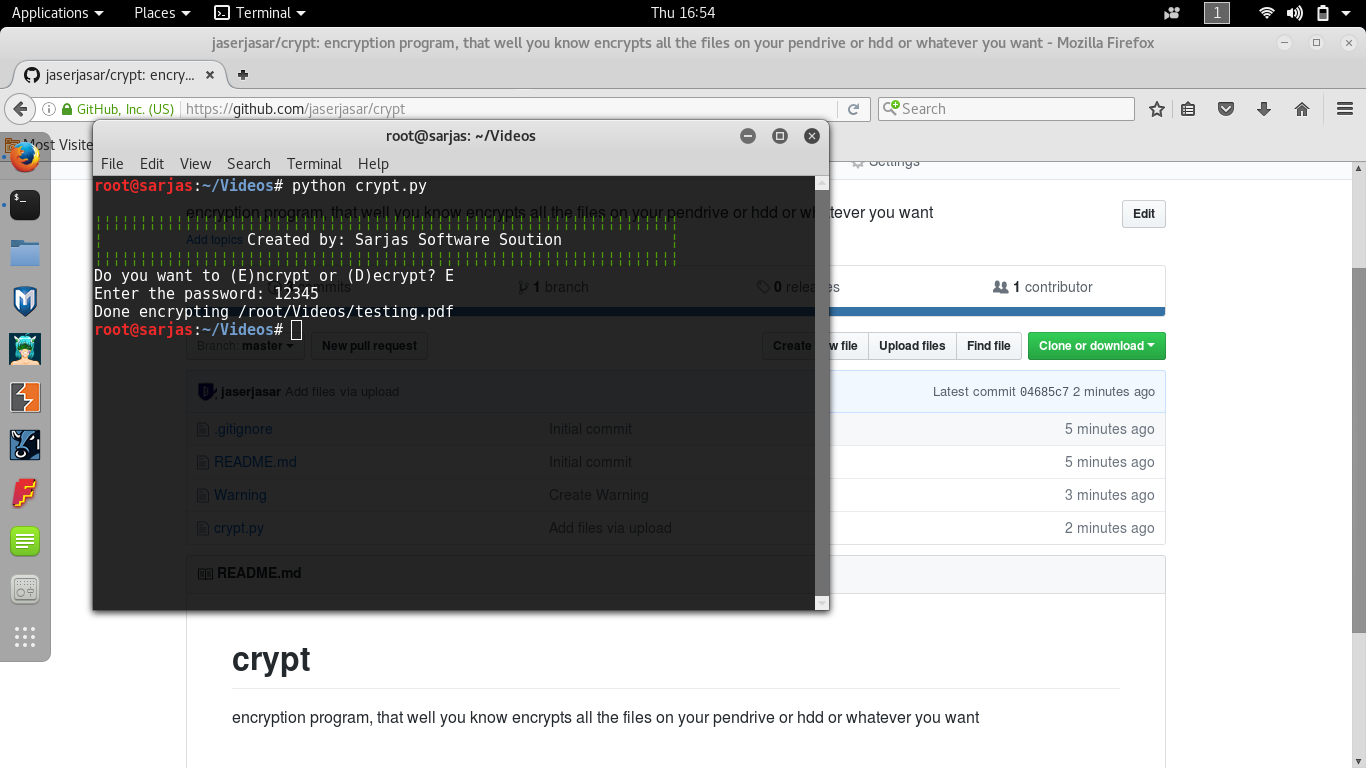 Applications Places Terminal Thu 16:54 1
jaserjasar/crypt: encryption program, that well you know encrypts all the files on your pendrive or hdd or whatever you want - Mozilla Firefox
jaserjasar/crypt: encry...
GitHub, Inc. (US) https://github.com/jaserjasar/crypt Search
Most Visite
root@sarjas: ~/Videos
File Edit View Search Terminal Help
Settings
root@sarjas:~/Videos# python crypt.py
encryption program, that well you know encrypts all the files on your pendrive or hdd or whatever you want Edit
Add topics
Created by: Sarjas Software Soution
Do you want to (E)ncrypt or (D)ecrypt? E
Enter the password: 12345
commits 1 branch 0 releases 1 contributor
Done encrypting /root/Videos/testing.pdf
root@sarjas:~/Videos#
Branch: master New pull request Create new file Upload files Find file Clone or download
jaserjasar Add files via upload Latest commit 04685c7 2 minutes ago
.gitignore Initial commit 5 minutes ago
README.md Initial commit 5 minutes ago
Warning Create Warning 3 minutes ago
crypt.py Add files via upload 2 minutes ago
README.md
crypt
encryption program, that well you know encrypts all the files on your pendrive or hdd or whatever you want